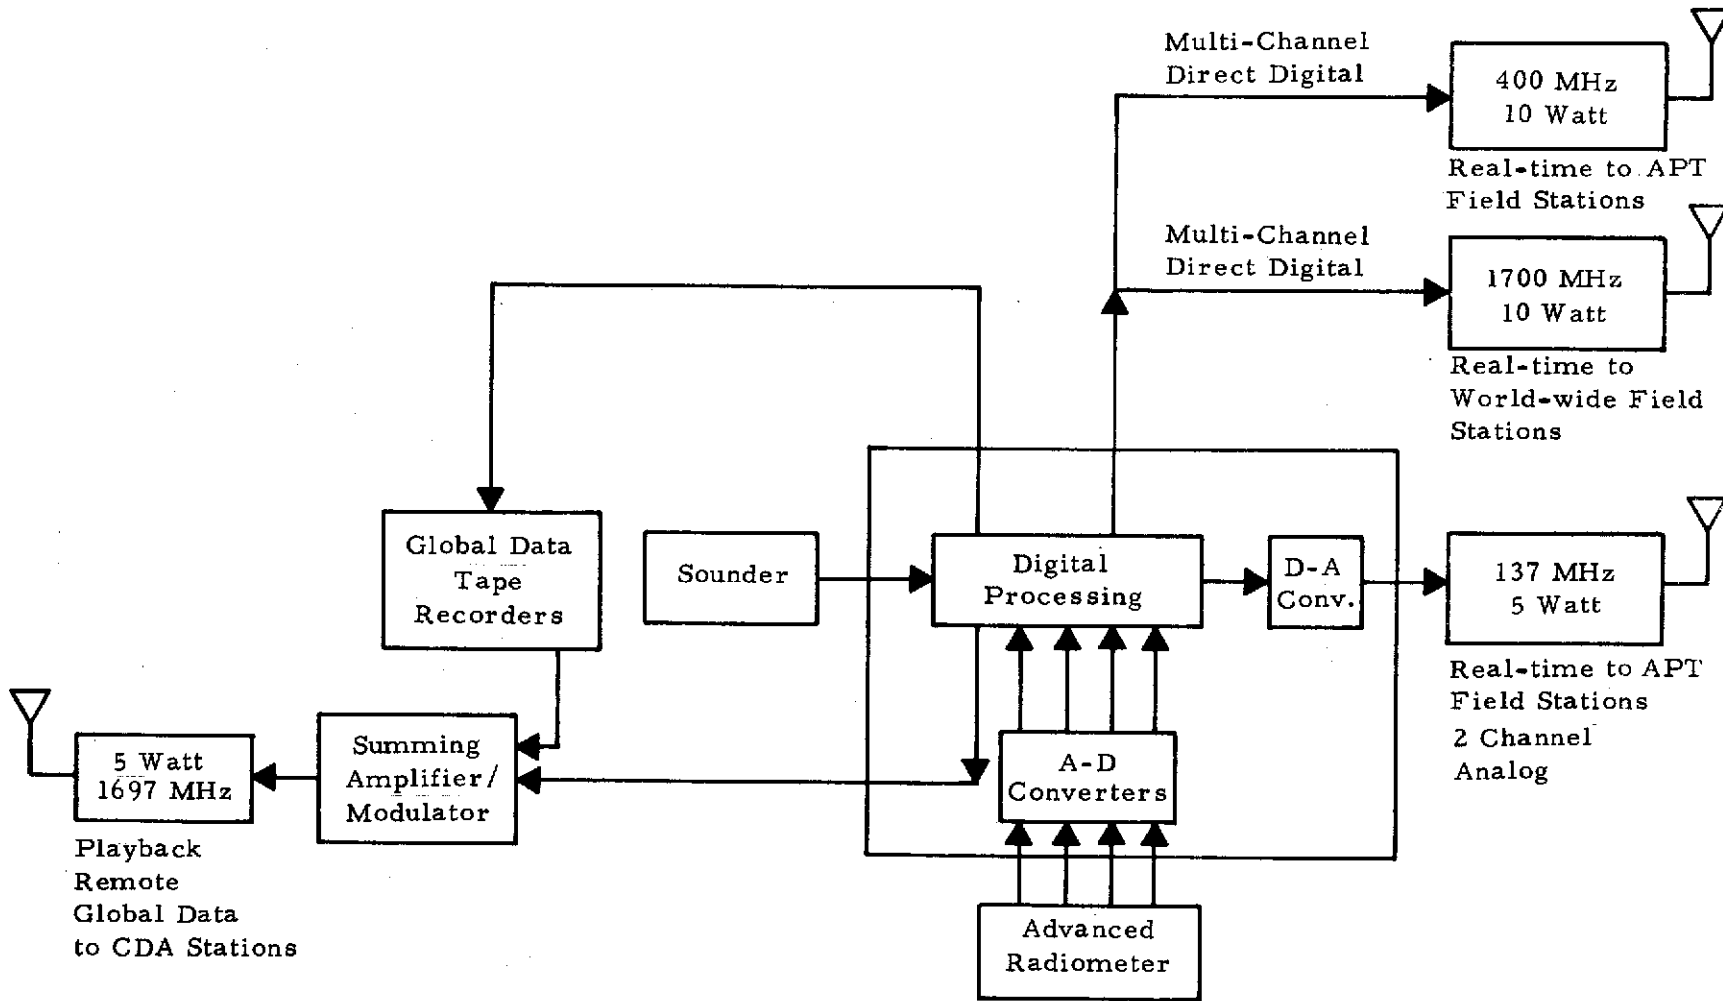 Multi-Channel
Direct Digital
400 MHz
10 Watt
Real-time to APT
Field Stations
Multi-Channel
Direct Digital
1700 MHz
10 Watt
Real-time to
World-wide Field
Stations
Global Data
Tape
Recorders
Sounder
Digital
Processing
D-A
Conv.
137 MHz
5 Watt
Real-time to APT
Field Stations
2 Channel
Analog
5 Watt
1697 MHz
Summing
Amplifier/
Modulator
A-D
Converters
Playback
Remote
Global Data
to CDA Stations
Advanced
Radiometer